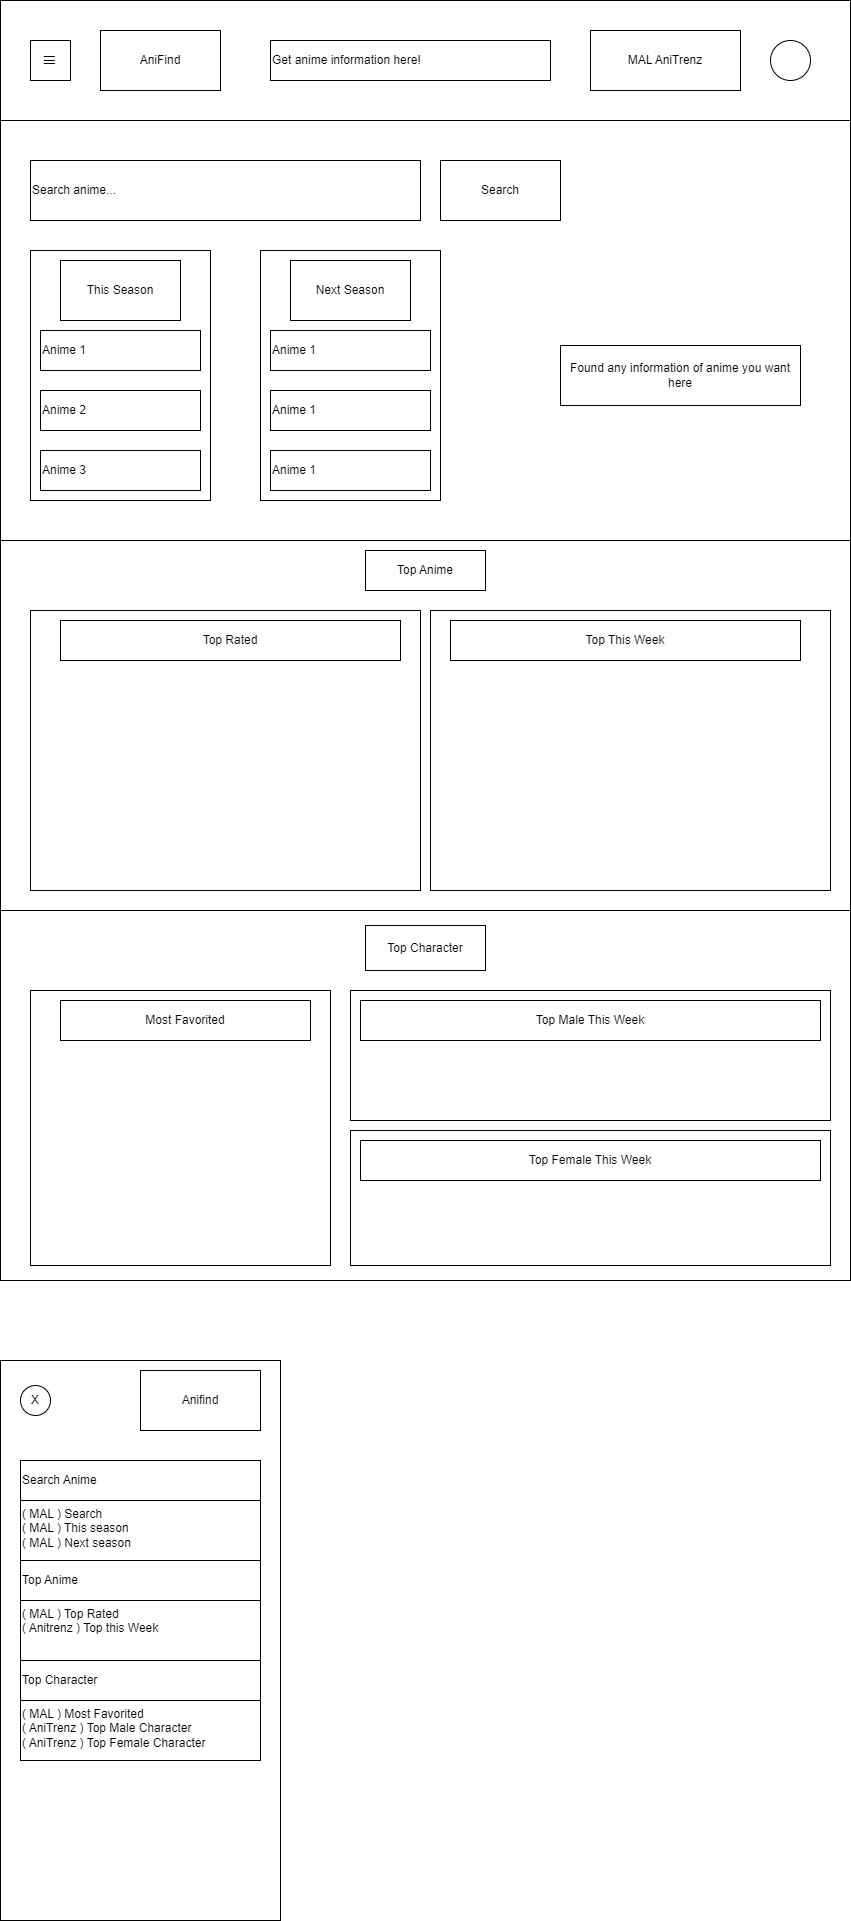 ☰
AniFind
Get anime information here!
MAL AniTrenz
Search anime...
Search
This Season
Next Season
Anime 1
Anime 1
Anime 2
Anime 1
Anime 3
Anime 1
Found any information of anime you want
here
Top Anime
Top Rated
Top This Week
Top Character
Most Favorited
Top Male This Week
Top Female This Week
X
Anifind
Search Anime
( MAL ) Search
( MAL ) This season
( MAL ) Next season
Top Anime
( MAL ) Top Rated
( Anitrenz ) Top this Week
Top Character
( MAL ) Most Favorited
( AniTrenz ) Top Male Character
( AniTrenz ) Top Female Character